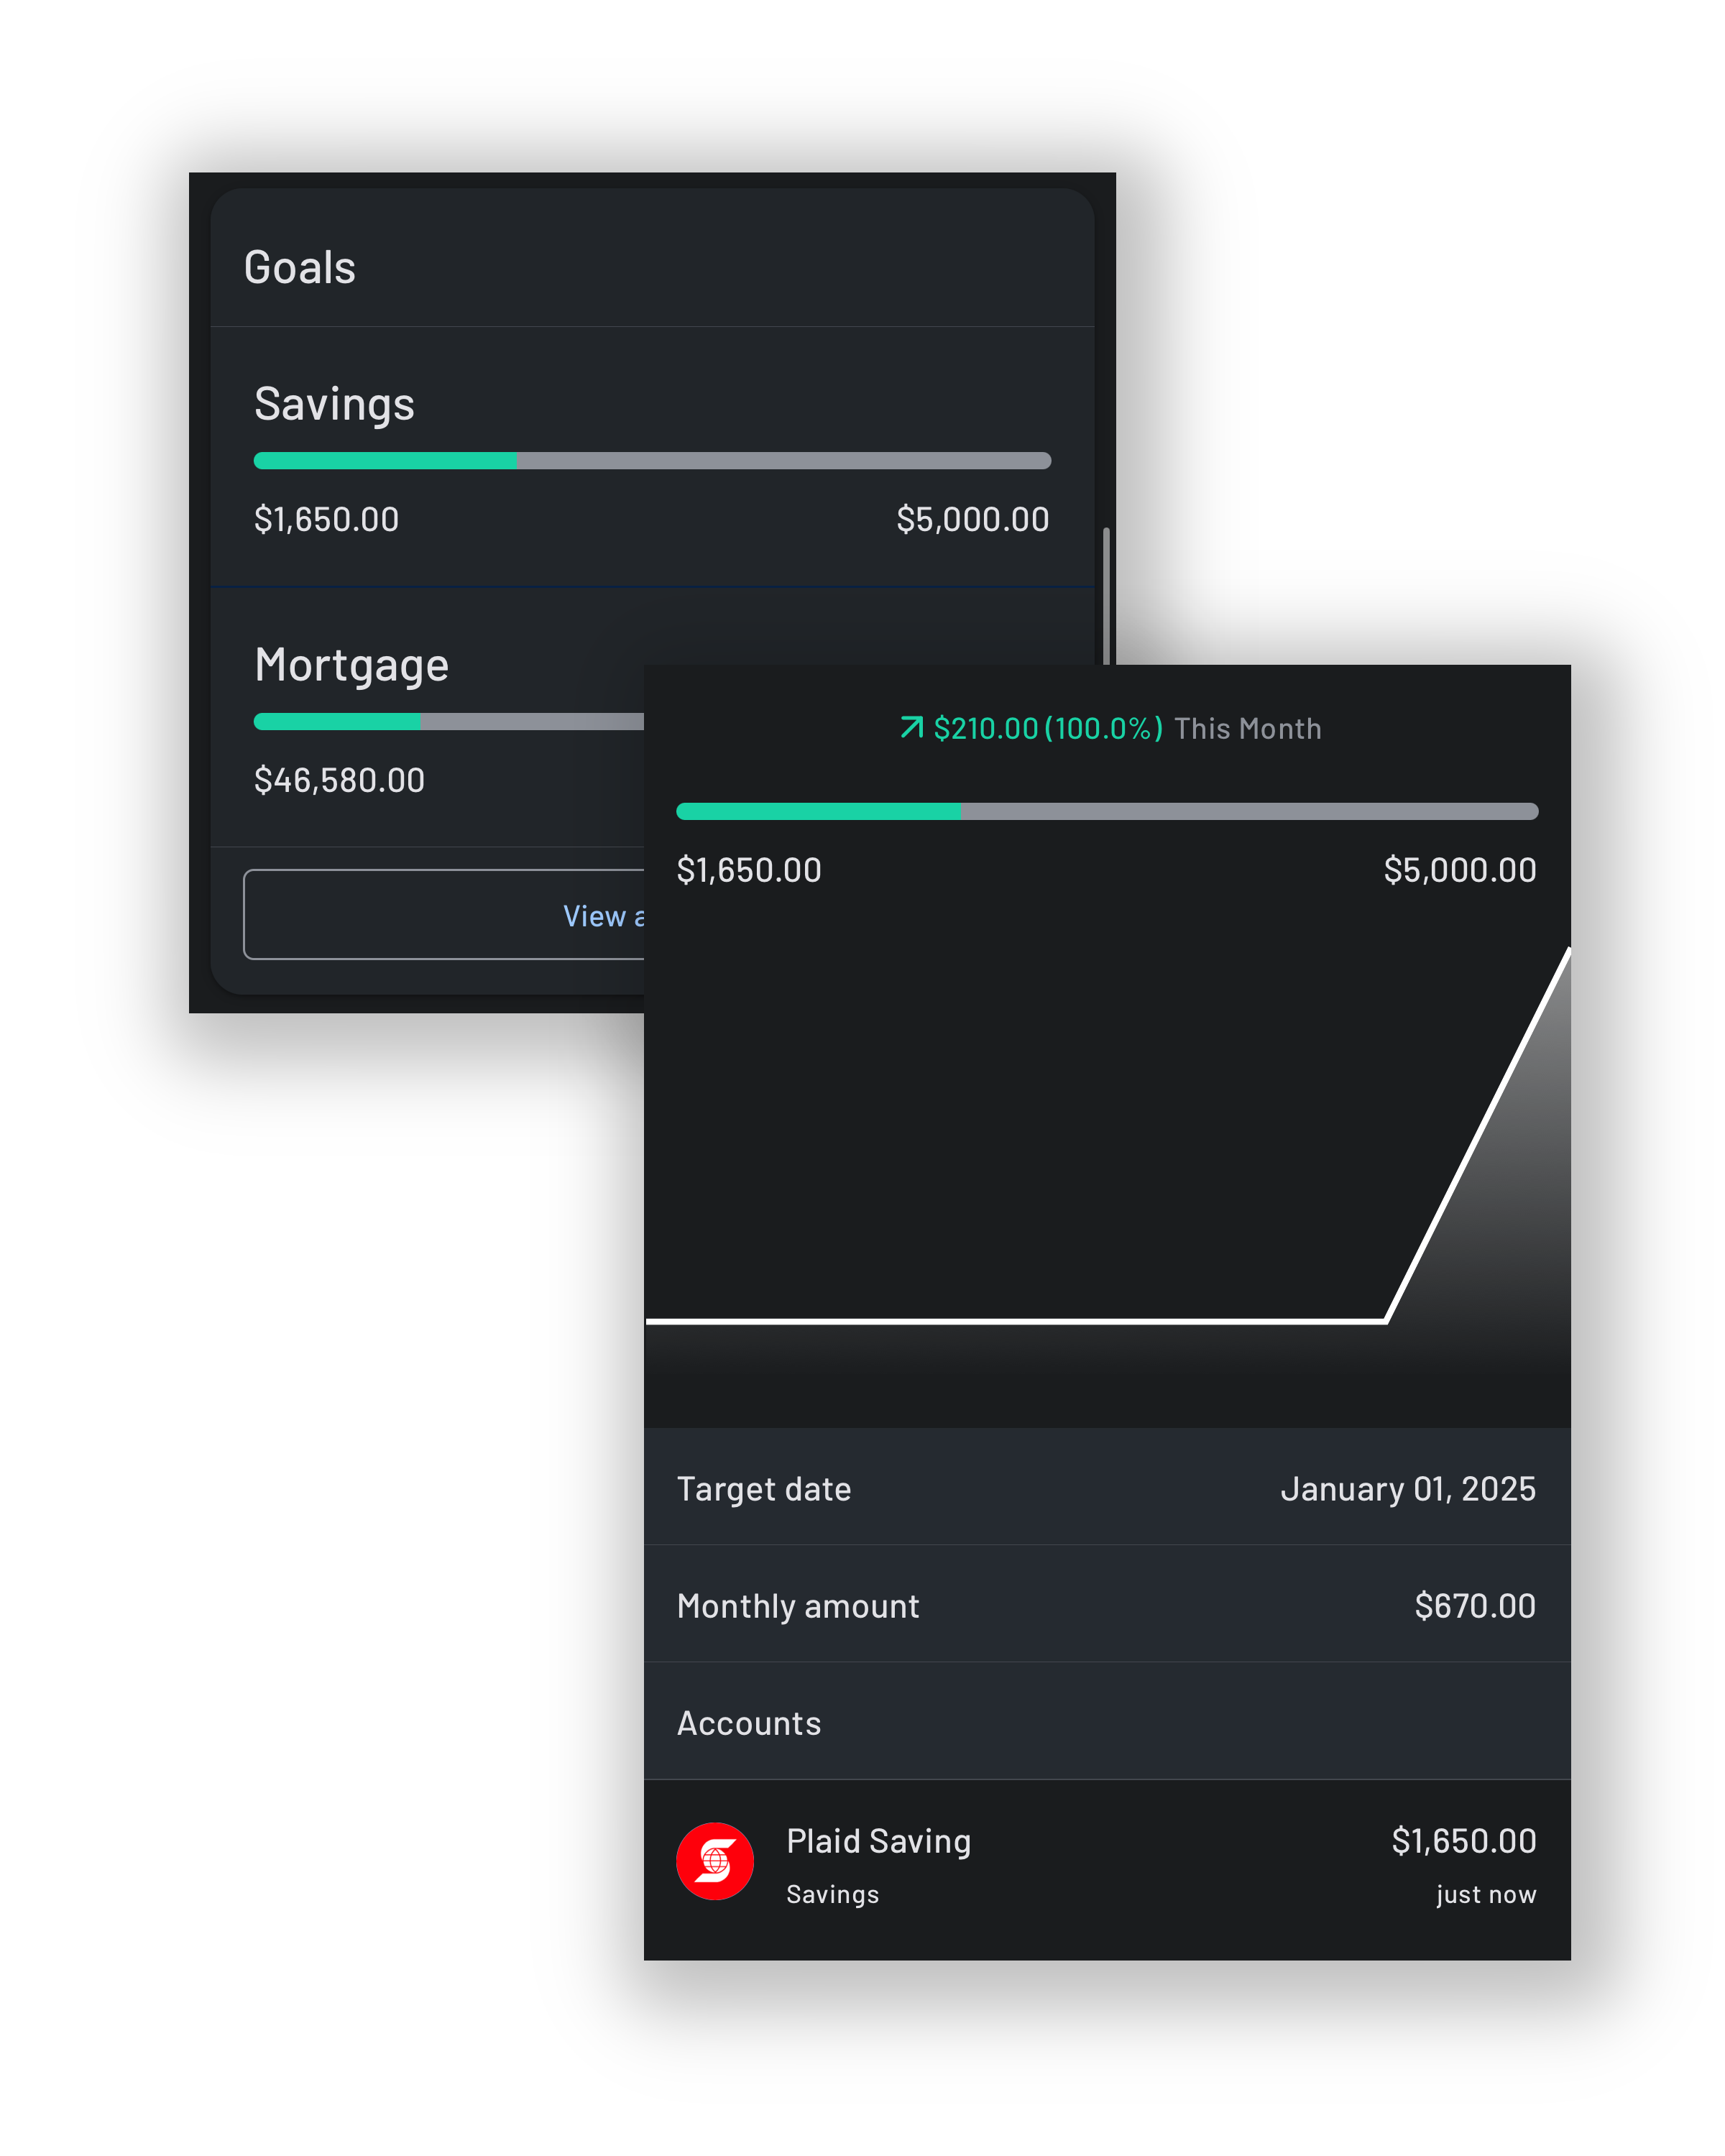 Goals
Savings
$1,650.00 $5,000.00
Mortgage
$46,580.00
View
$210.00 (100.0%) This Month
$1,650.00 $5,000.00
Target date January 01, 2025
Monthly amount $670.00
Accounts
Plaid Saving $1,650.00
Savings just now